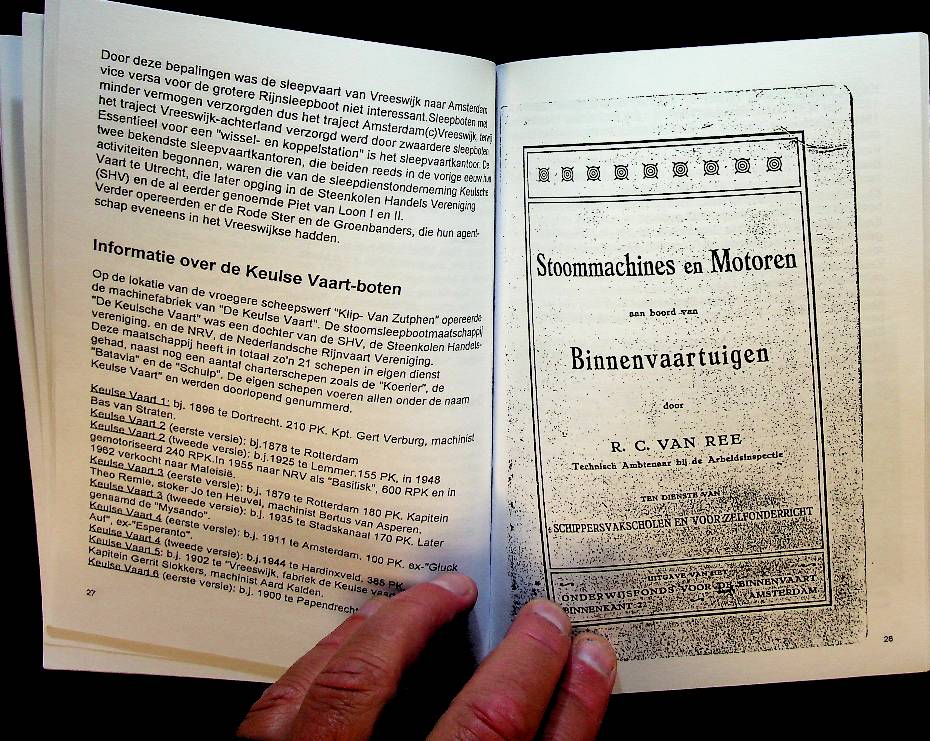 Door deze bepalingen was de sleepvaart van Vreeswijk naar Amsterdam
vice versa voor de grotere Rijnsleepboot niet interessant.Sleepboten met
minder vermogen verzorgden dus het traject Amsterdam(c)Vreeswijk, terwijl
het traject Vreeswijk-achterland verzorgd werd door zwaardere sleepboten.
Essentieel voor een "wissel- en koppelstation" is het sleepvaartkantoor. De
twee bekendste sleepvaartkantoren, die beiden reeds in de vorige eeuw hun
activiteiten begonnen, waren die van de sleepdienstonderneming Keulsche
Vaart te Utrecht, die later opging in de Steenkolen Handels Vereniging
(SHV) en de al eerder genoemde Piet van Loon I en II.
Verder opereerden er de Rode Ster en de Groenbanders, die hun agent-
schap eveneens in het Vreeswijkse hadden.
Informatie over de Keulse Vaart-boten
Op de lokatie van de vroegere scheepswerf "Klip- Van Zutphen" opereerde
de machinefabriek van "De Keulse Vaart". De stoomsleepbootmaatschappij
"De Keulsche Vaart" was een dochter van de SHV, de Steenkolen Handels-
vereniging, en de NRV, de Nederlandsche Rijnvaart Vereniging.
Deze maatschappij heeft in totaal zo'n 21 schepen in eigen dienst
gehad, naast nog een aantal charterschepen zoals de "Koerier", de
"Batavia" en de "Schulp". De eigen schepen voeren allen onder de naam
Keulse Vaart" en werden doorlopend genummerd.
Keulse Vaart 1: bj. 1896 te Dortrecht. 210 PK. Kpt. Gert Verburg, machinist
Bas van Straten.
Keulse Vaart 2 (eerste versie): bj.1878 te Rotterdam
Keulse Vaart 2 (tweede versie): b.j.1925 te Lemmer,155 PK, in 1948
gemotoriseerd 240 RPK.In 1955 naar NRV als "Basilisk", 600 RPK en in
1962 verkocht naar Maleisië.
Keulse Vaart 3 (eerste versie): b.j. 1879 te Rotterdam 180 PK. Kapitein
Theo Remie, stoker Jo ten Heuvel, machinist Bertus van Asperen.
Keulse Vaart 3 (tweede versie): b.j. 1935 te Stadskanaal 170 PK. Later
genaamd de "Mysando".
Keulse Vaart 4 (eerste versie): b.j. 1911 te Amsterdam. 100 PK. ex-"Gluck
Auf", ex-"Esperanto".
Keulse Vaart 4 (tweede versie): b.j.1944 te Hardinxveld, 385 PK.
Keulse Vaart 5: b.j. 1902 te "Vreeswijk, fabriek de Keulse
Kapitein Gerrit Slokkers, machinist Aard Kalden.
Keulse Vaart 6 (eerste versie): b.j. 1900 te Papendrecht
27
Stoommachines en Motoren
aan boord van
Binnenvaartuigen
door
R. C. VAN REE
Technisch Ambtenaar bij de Arbeidsinspectie
TEN DIENSTE VAN
SCHIPPERSVAKSCHOLEN EN VOOR ZELFONDERRICHT
UITGAVE VAN HET
ONDERWIJSFONDS VOOR DE BINNENVAART
BINNENKANT AMSTERDAM
28